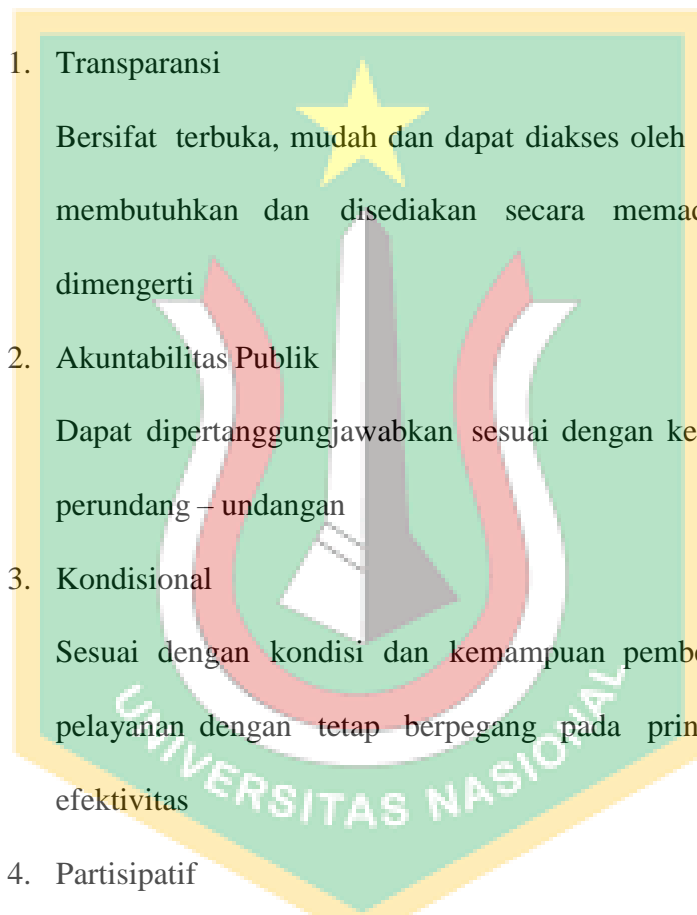 1. Transparansi
Bersifat terbuka, mudah dan dapat diakses oleh
membutuhkan dan disediakan secara
dimengerti
2. Akuntabilitas Publik
Dapat dipertanggungjawabkan sesuai dengan
perundang – undangan
3. Kondisional
Sesuai dengan kondisi dan kemampuan
pelayanan dengan tetap berpegang pada
efektivitas
4. Partisipatif
UNIVERSITAS NASIONAL